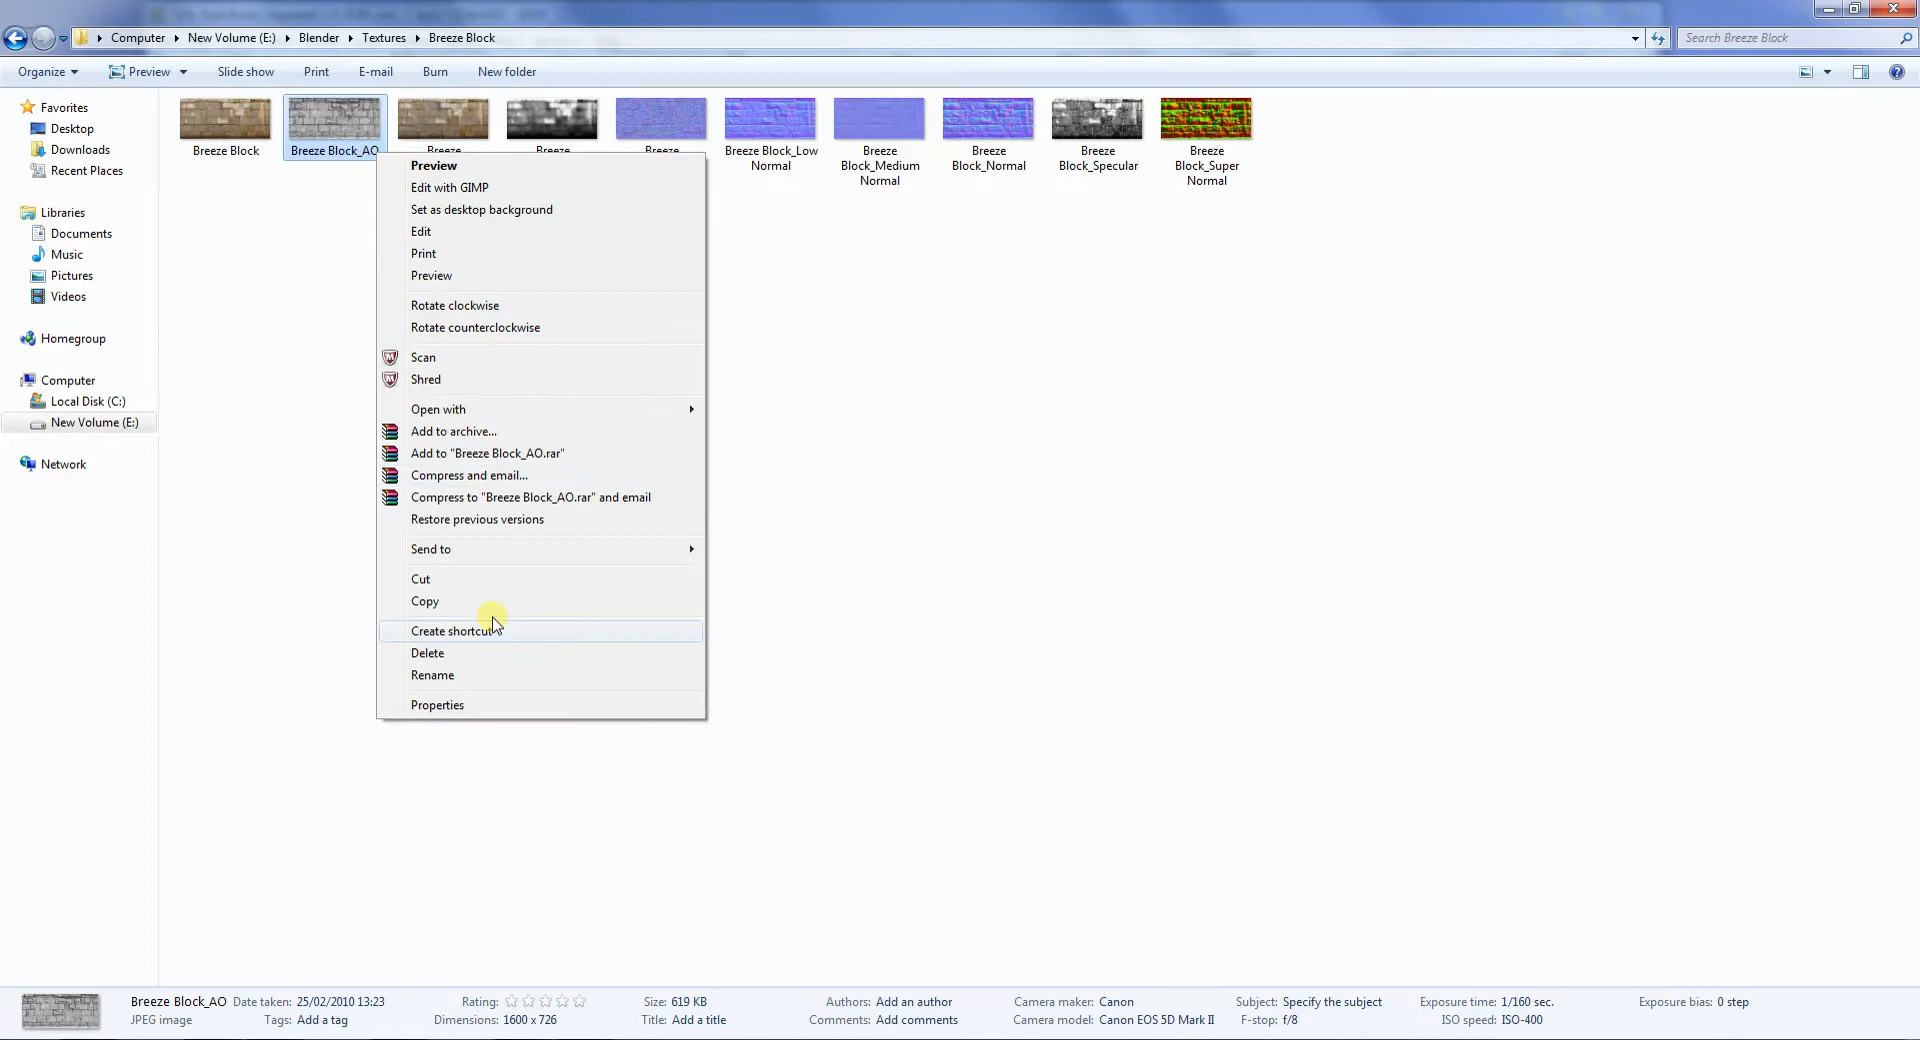 Computer New Volume (E:) Blender Textures Breeze Block
Search Breeze Block
Organize Preview Slide show Print E-mail Burn New folder
Favorites
Desktop
Downloads
Recent Places
Libraries
Documents
Music
Pictures
Videos
Homegroup
Computer
Local Disk (C:)
New Volume (E:)
Network
Breeze Block
Breeze Block_AO
Breeze
Breeze
Breeze
Breeze Block_Low
Normal
Breeze
Block_Medium
Normal
Breeze
Block_Normal
Breeze
Block_Specular
Breeze
Block_Super
Normal
Preview
Edit with GIMP
Set as desktop background
Edit
Print
Preview
Rotate clockwise
Rotate counterclockwise
Scan
Shred
Open with
Add to archive...
Add to "Breeze Block_AO.rar"
Compress and email...
Compress to "Breeze Block_AO.rar" and email
Restore previous versions
Send to
Cut
Copy
Create shortcut
Delete
Rename
Properties
Breeze Block_AO Date taken: 25/02/2010 13:23 Rating: Size: 619 KB Authors: Add an author Camera maker: Canon Subject: Specify the subject Exposure time: 1/160 sec. Exposure bias: 0 step
JPEG image Tags: Add a tag Dimensions: 1600 x 726 Title: Add a title Comments: Add comments Camera model: Canon EOS 5D Mark II F-stop: f/8 ISO speed: ISO-400